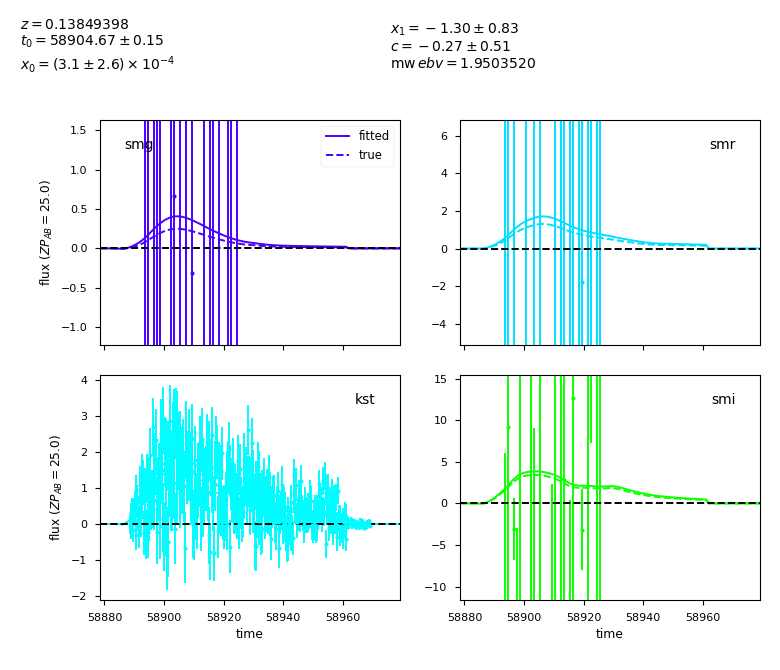 z = 0.13849398
t0 = 58904.67 ± 0.15
x0 = (3.1 ± 2.6) × 10⁻⁴
x1 = −1.30 ± 0.83
c = −0.27 ± 0.51
mw ebv = 1.9503520
smg
fitted
true
1.5
1.0
0.5
0.0
−0.5
−1.0
flux (ZP_AB = 25.0)
smr
6
4
2
0
−2
−4
kst
4
3
2
1
0
−1
−2
flux (ZP_AB = 25.0)
58880 58900 58920 58940 58960
time
smi
15
10
5
0
−5
−10
58880 58900 58920 58940 58960
time